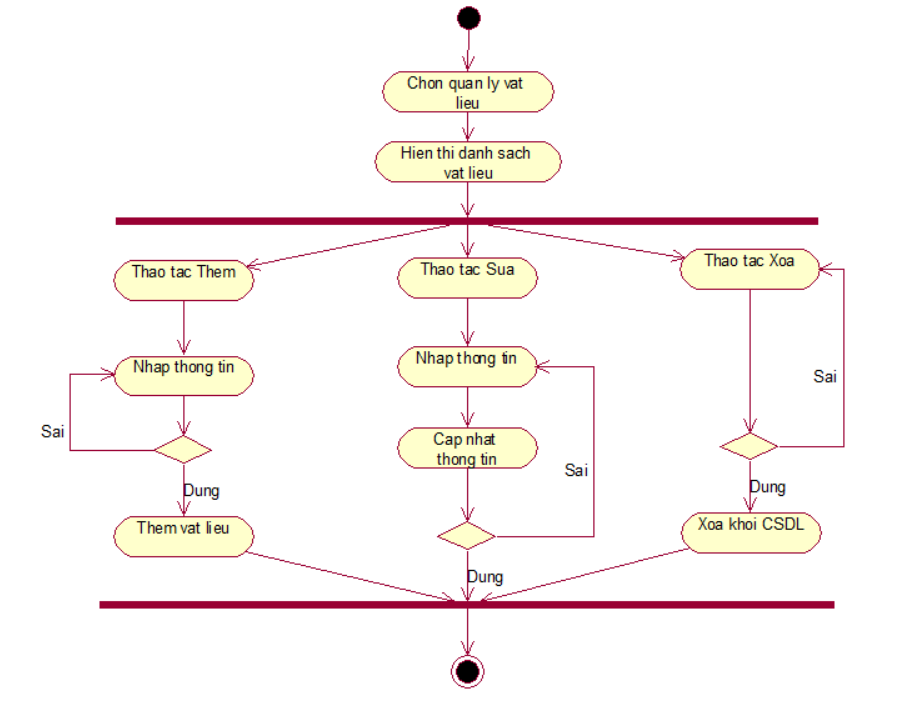 Chon quan ly vat
lieu
Hien thi danh sach
vat lieu
Thao tac Them
Thao tac Sua
Thao tac Xoa
Nhap thong tin
Nhap thong tin
Sai
Sai
Cap nhat
thong tin
Sai
Dung
Dung
Them vat lieu
Xoa khoi CSDL
Dung